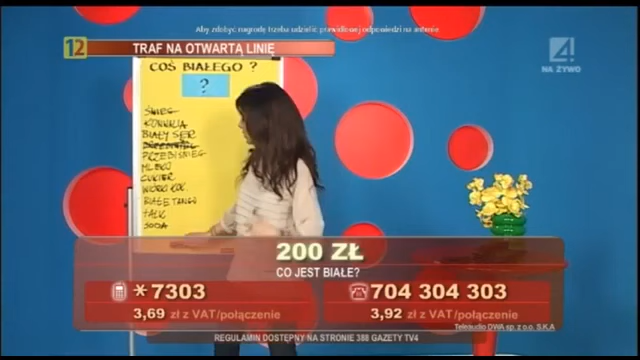 Aby zdobyć nagrodę trzeba udzielić prawidłowej odpowiedzi na antenie
12 TRAF NA OTWARTĄ LINIĘ
4
NA ŻYWO
COŚ BIAŁEGO ?
?
ŚNIEG
KONWALIA
BIAŁY SER
PRZEBIŚNIEG
MLEKO
CUKIER
WIÓRKI KOK.
BIAŁE TANGO
TALK
SODA
200 ZŁ
CO JEST BIAŁE?
*7303
3,69 zł z VAT/połączenie
704 304 303
3,92 zł z VAT/połączenie
Teleaudio DWA sp. z o.o. S.K.A
REGULAMIN DOSTĘPNY NA STRONIE 388 GAZETY TV4